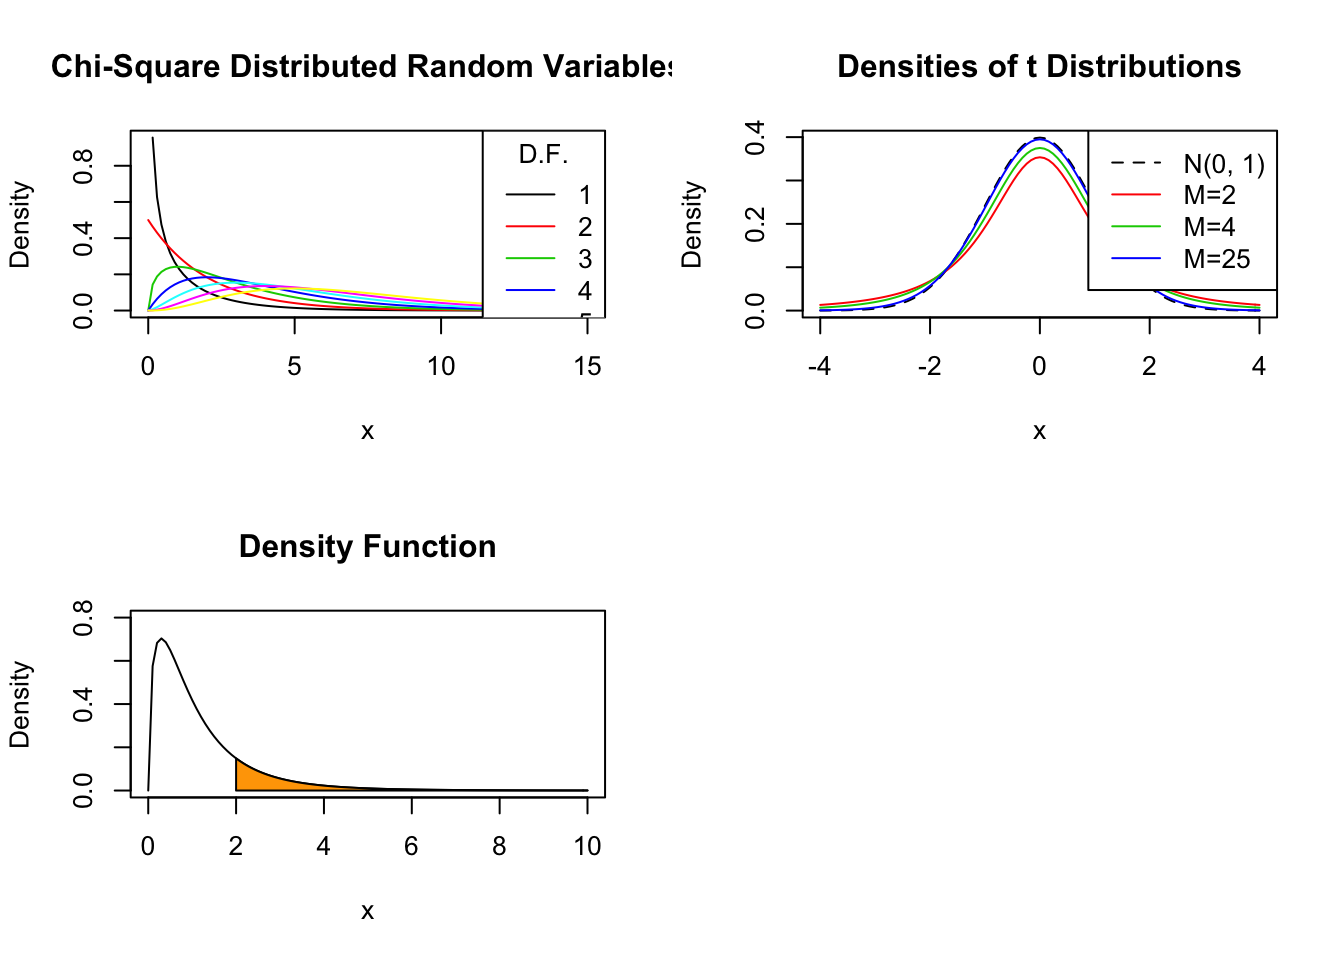 Chi-Square Distributed Random Variables
Density
0.0 0.4 0.8
D.F.
1
2
3
4
5
0 5 10 15
x
Densities of t Distributions
Density
0.0 0.2 0.4
N(0, 1)
M=2
M=4
M=25
-4 -2 0 2 4
x
Density Function
Density
0.0 0.4 0.8
0 2 4 6 8 10
x